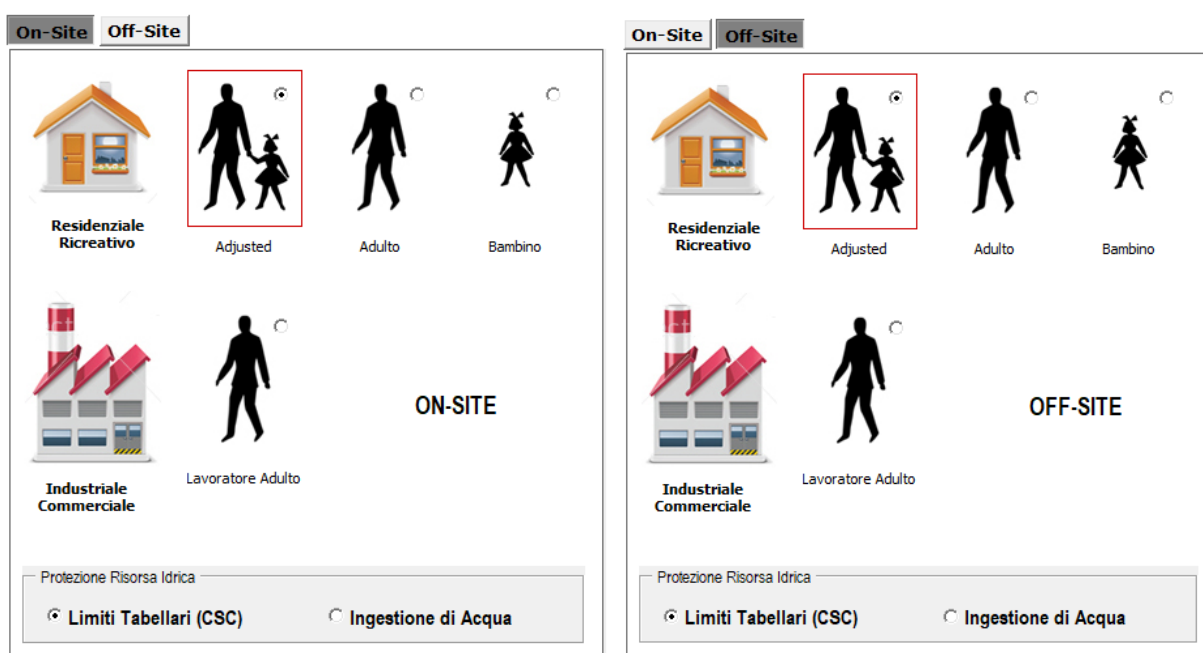 On-Site Off-Site
Residenziale
Ricreativo
Adjusted
Adulto
Bambino
Industriale
Commerciale
Lavoratore Adulto
ON-SITE
Protezione Risorsa Idrica
Limiti Tabellari (CSC)
Ingestione di Acqua
On-Site Off-Site
Residenziale
Ricreativo
Adjusted
Adulto
Bambino
Industriale
Commerciale
Lavoratore Adulto
OFF-SITE
Protezione Risorsa Idrica
Limiti Tabellari (CSC)
Ingestione di Acqua